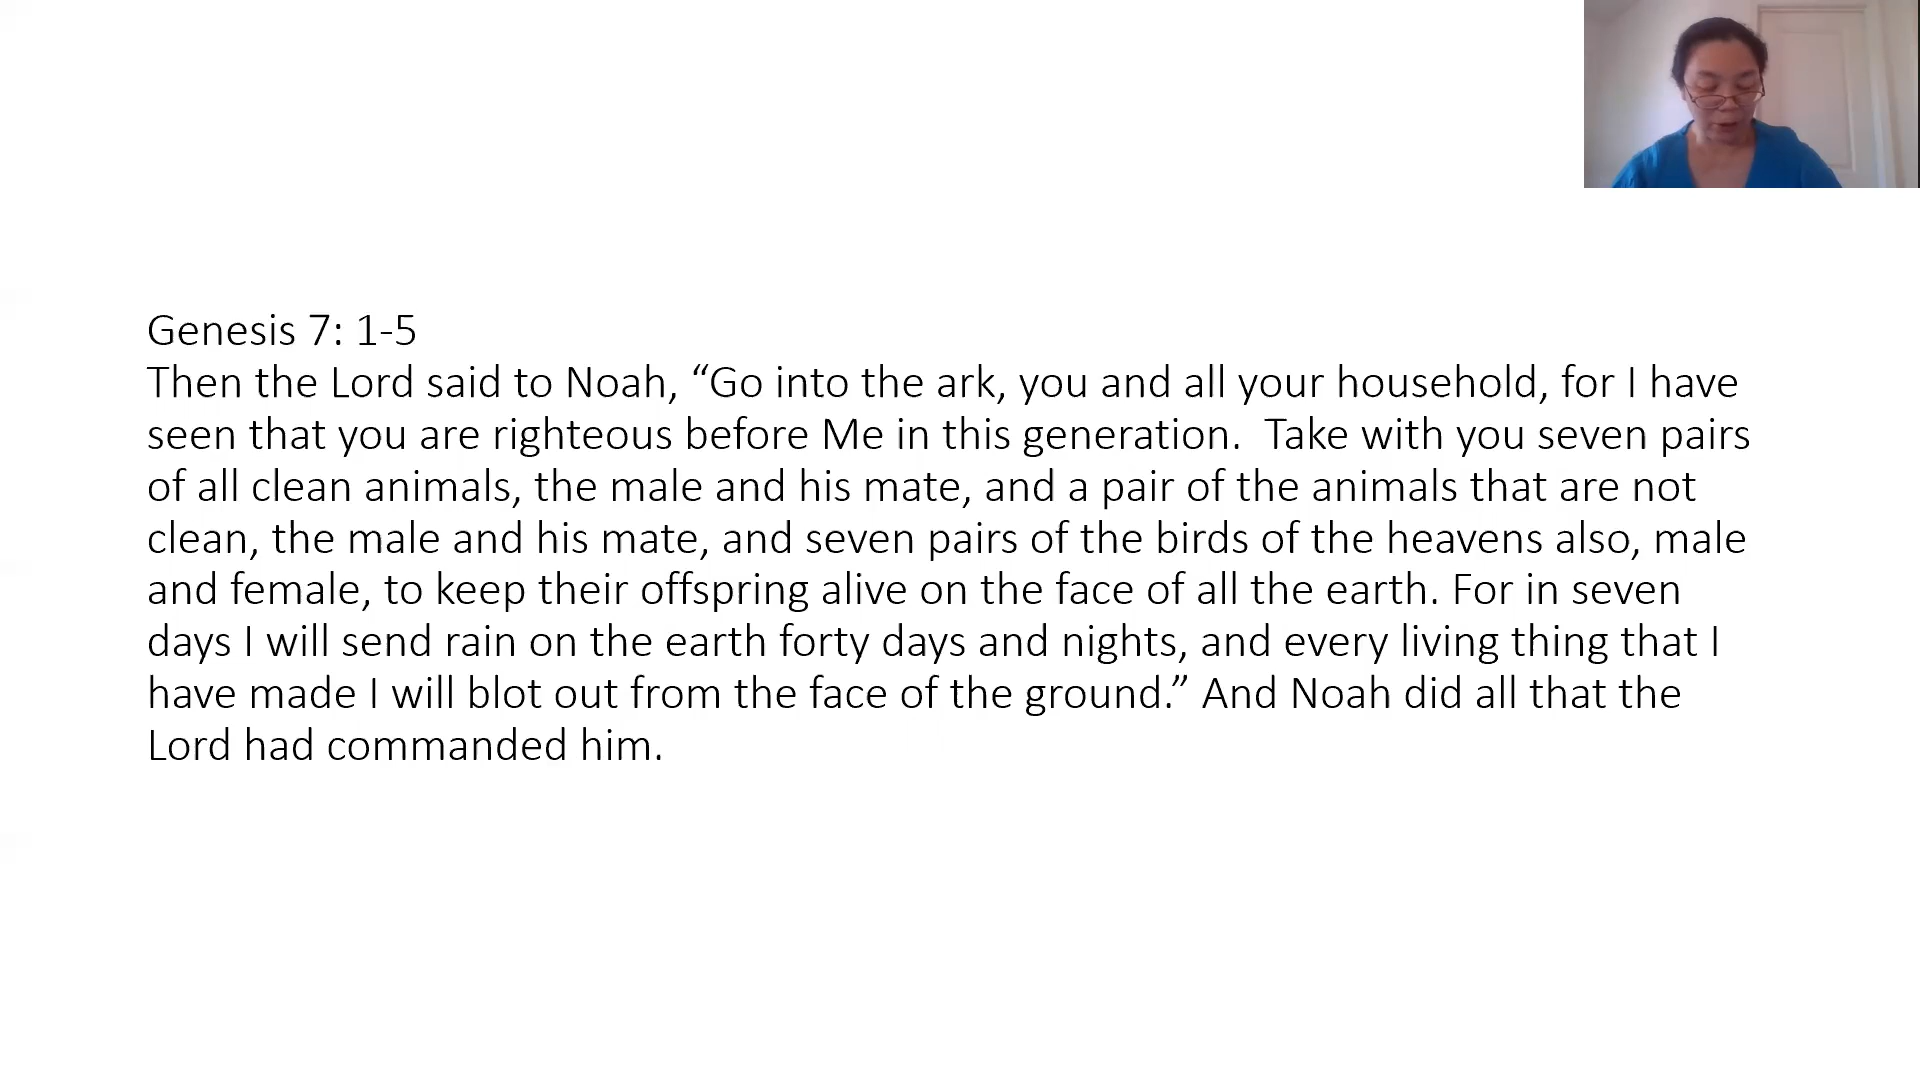 Genesis 7: 1-5
Then the Lord said to Noah, “Go into the ark, you and all your household, for I have
seen that you are righteous before Me in this generation.  Take with you seven pairs
of all clean animals, the male and his mate, and a pair of the animals that are not
clean, the male and his mate, and seven pairs of the birds of the heavens also, male
and female, to keep their offspring alive on the face of all the earth. For in seven
days I will send rain on the earth forty days and nights, and every living thing that I
have made I will blot out from the face of the ground.” And Noah did all that the
Lord had commanded him.